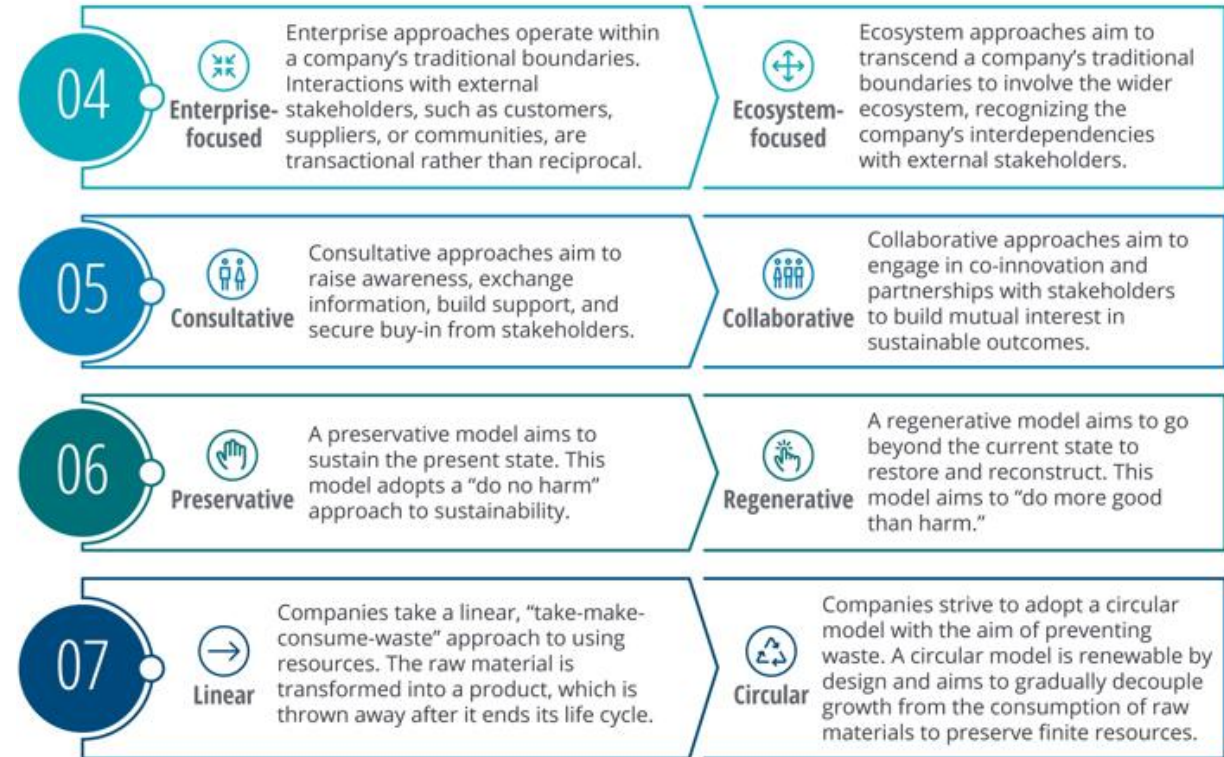 04
Enterprise-
focused
Enterprise approaches operate within
a company’s traditional boundaries.
Interactions with external
stakeholders, such as customers,
suppliers, or communities, are
transactional rather than reciprocal.
Ecosystem-
focused
Ecosystem approaches aim to
transcend a company’s traditional
boundaries to involve the wider
ecosystem, recognizing the
company’s interdependencies
with external stakeholders.
05
Consultative
Consultative approaches aim to
raise awareness, exchange
information, build support, and
secure buy-in from stakeholders.
Collaborative
Collaborative approaches aim to
engage in co-innovation and
partnerships with stakeholders
to build mutual interest in
sustainable outcomes.
06
Preservative
A preservative model aims to
sustain the present state. This
model adopts a “do no harm”
approach to sustainability.
Regenerative
A regenerative model aims to go
beyond the current state to
restore and reconstruct. This
model aims to “do more good
than harm.”
07
Linear
Companies take a linear, “take-make-
consume-waste” approach to using
resources. The raw material is
transformed into a product, which is
thrown away after it ends its life cycle.
Circular
Companies strive to adopt a circular
model with the aim of preventing
waste. A circular model is renewable by
design and aims to gradually decouple
growth from the consumption of raw
materials to preserve finite resources.